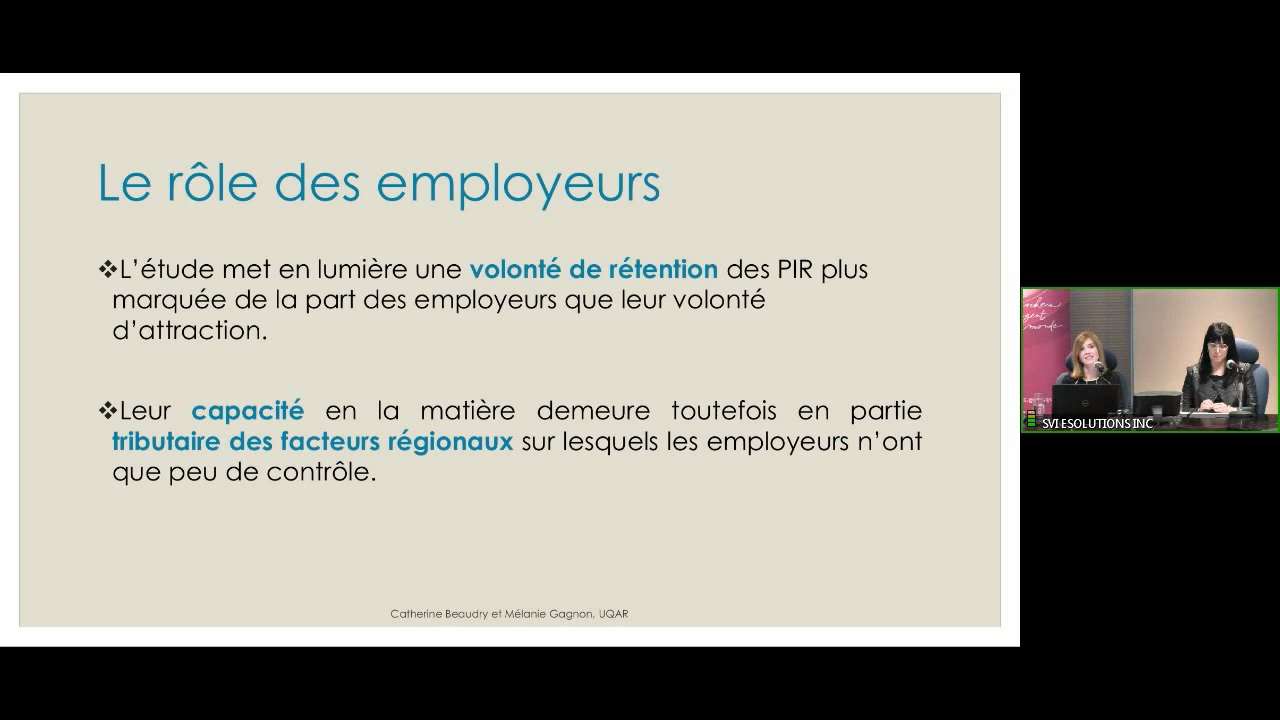 Le rôle des employeurs
❖L’étude met en lumière une volonté de rétention des PIR plus
marquée de la part des employeurs que leur volonté
d’attraction.
❖Leur capacité en la matière demeure toutefois en partie
tributaire des facteurs régionaux sur lesquels les employeurs n’ont
que peu de contrôle.
Catherine Beaudry et Mélanie Gagnon, UQAR
monde
SVI ESOLUTIONS INC